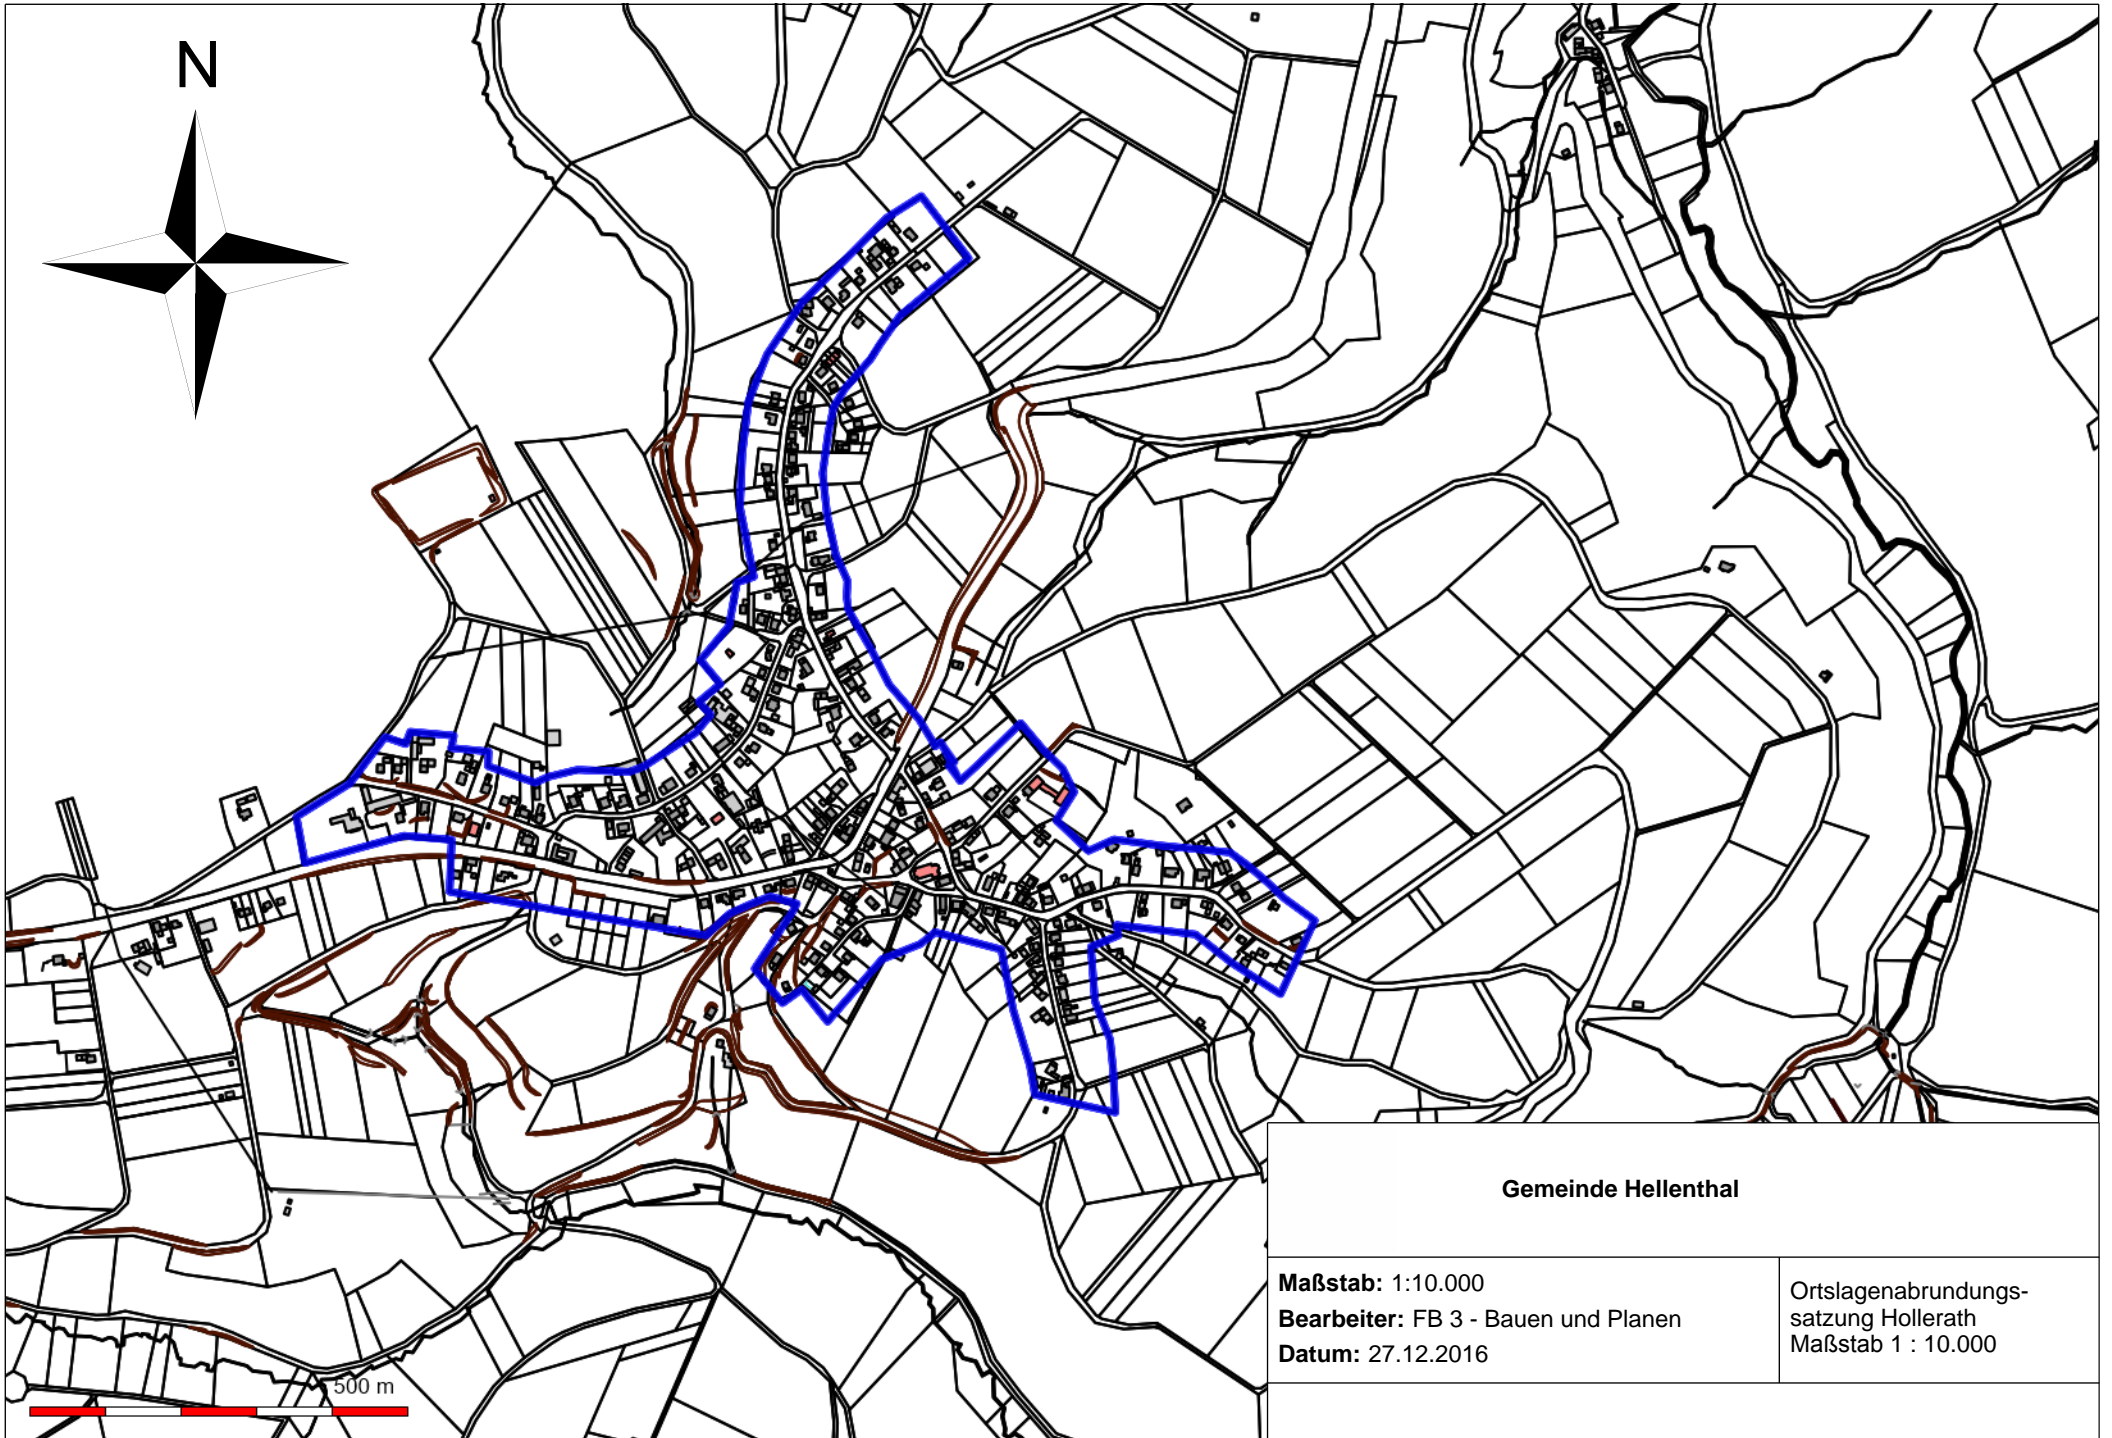 N
500 m
Gemeinde Hellenthal
Maßstab: 1:10.000
Bearbeiter: FB 3 - Bauen und Planen
Datum: 27.12.2016
Ortslagenabrundungs-
satzung Hollerath
Maßstab 1 : 10.000